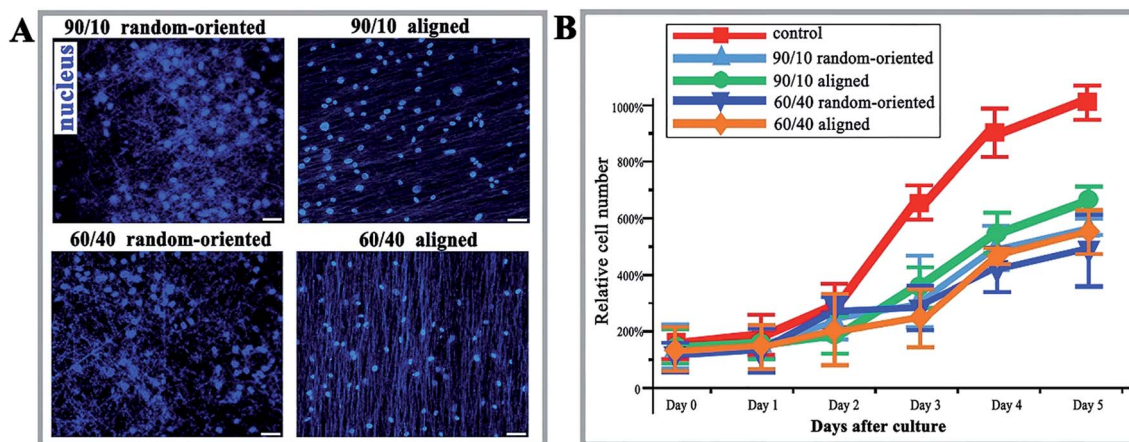 A
90/10 random-oriented
90/10 aligned
nucleus
60/40 random-oriented
60/40 aligned
B
control
90/10 random-oriented
90/10 aligned
60/40 random-oriented
60/40 aligned
Relative cell number
1000%
800%
600%
400%
200%
0%
Day 0 Day 1 Day 2 Day 3 Day 4 Day 5
Days after culture